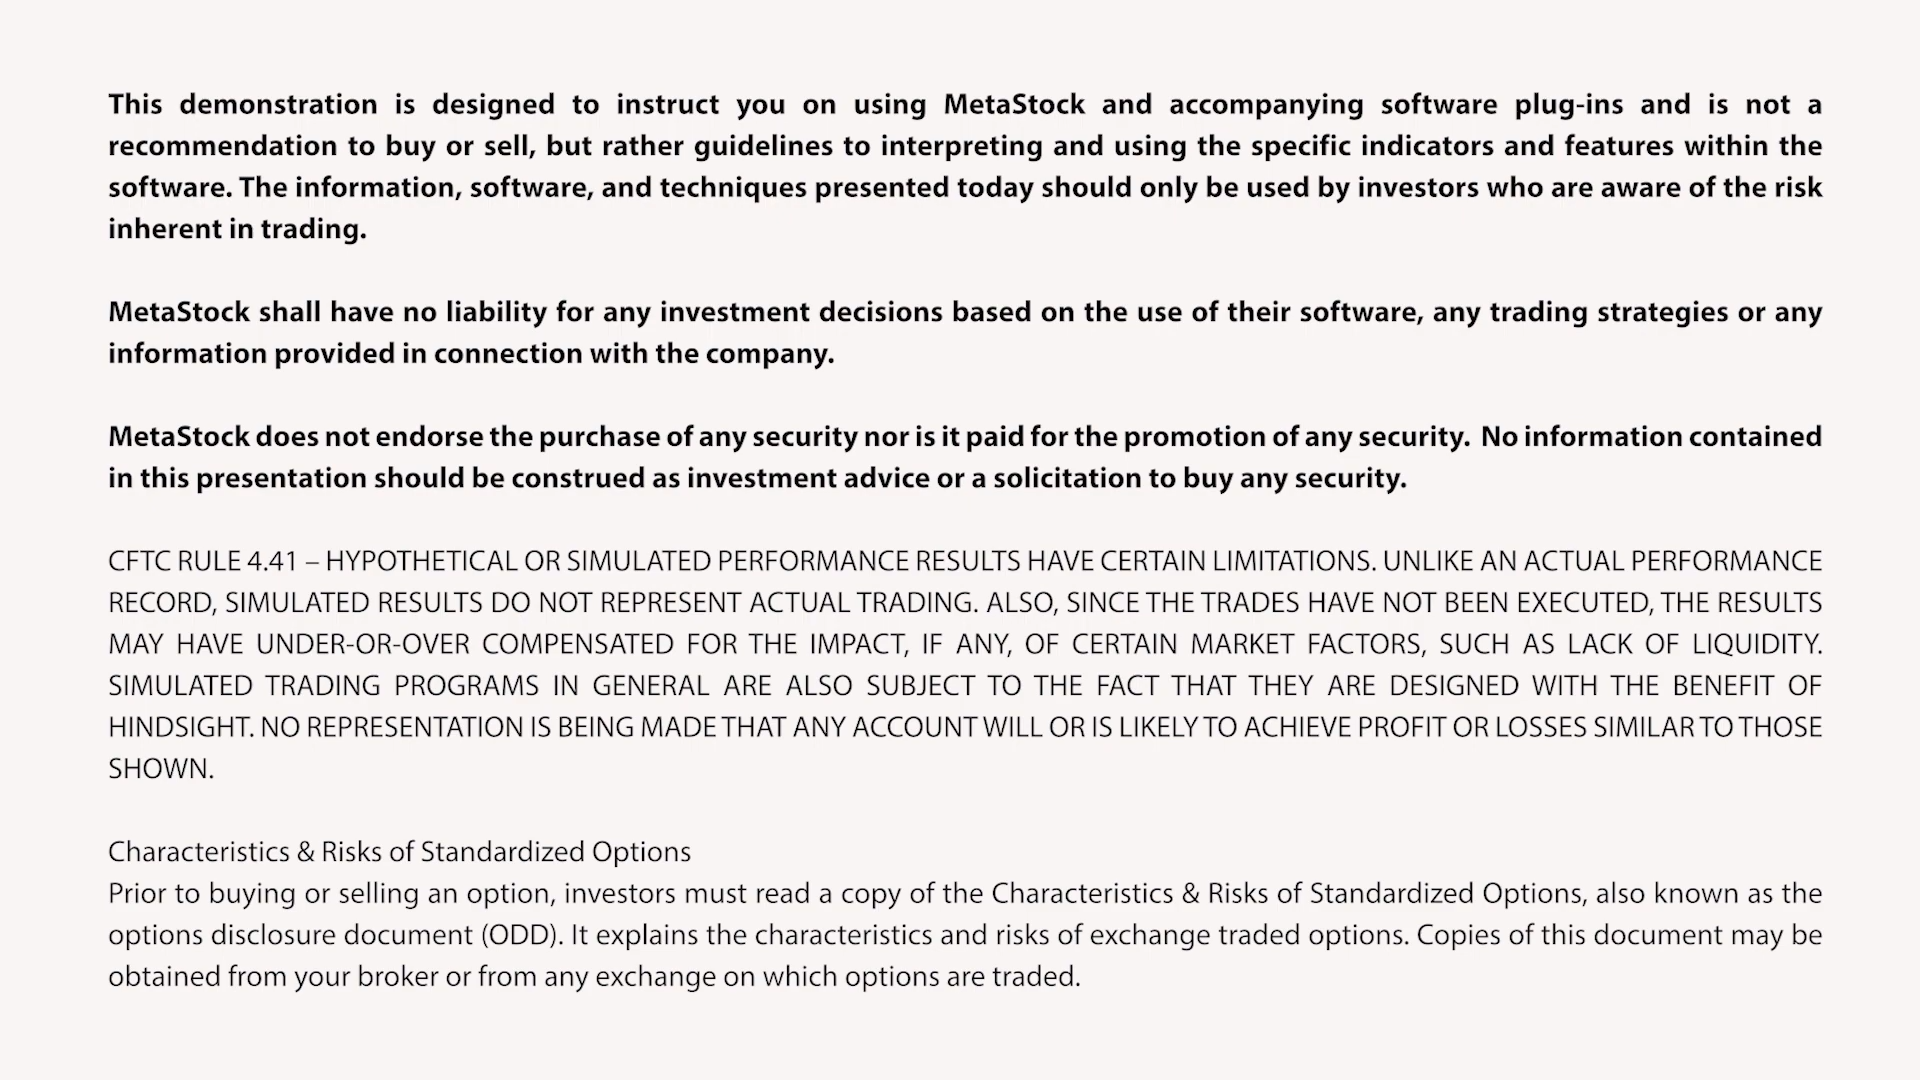 This demonstration is designed to instruct you on using MetaStock and accompanying software plug-ins and is not a
recommendation to buy or sell, but rather guidelines to interpreting and using the specific indicators and features within the
software. The information, software, and techniques presented today should only be used by investors who are aware of the risk
inherent in trading.
MetaStock shall have no liability for any investment decisions based on the use of their software, any trading strategies or any
information provided in connection with the company.
MetaStock does not endorse the purchase of any security nor is it paid for the promotion of any security. No information contained
in this presentation should be construed as investment advice or a solicitation to buy any security.
CFTC RULE 4.41 – HYPOTHETICAL OR SIMULATED PERFORMANCE RESULTS HAVE CERTAIN LIMITATIONS. UNLIKE AN ACTUAL PERFORMANCE
RECORD, SIMULATED RESULTS DO NOT REPRESENT ACTUAL TRADING. ALSO, SINCE THE TRADES HAVE NOT BEEN EXECUTED, THE RESULTS
MAY HAVE UNDER-OR-OVER COMPENSATED FOR THE IMPACT, IF ANY, OF CERTAIN MARKET FACTORS, SUCH AS LACK OF LIQUIDITY.
SIMULATED TRADING PROGRAMS IN GENERAL ARE ALSO SUBJECT TO THE FACT THAT THEY ARE DESIGNED WITH THE BENEFIT OF
HINDSIGHT. NO REPRESENTATION IS BEING MADE THAT ANY ACCOUNT WILL OR IS LIKELY TO ACHIEVE PROFIT OR LOSSES SIMILAR TO THOSE
SHOWN.
Characteristics & Risks of Standardized Options
Prior to buying or selling an option, investors must read a copy of the Characteristics & Risks of Standardized Options, also known as the
options disclosure document (ODD). It explains the characteristics and risks of exchange traded options. Copies of this document may be
obtained from your broker or from any exchange on which options are traded.